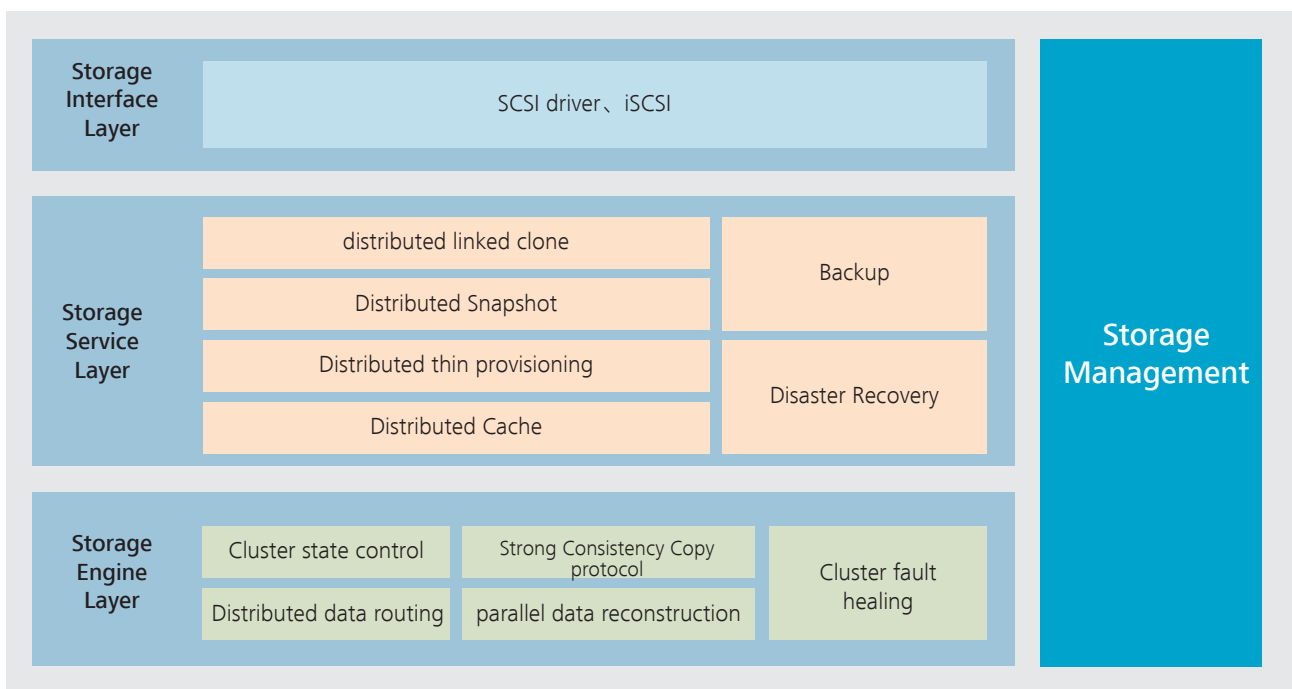 Storage
Interface
Layer
SCSI driver、iSCSI
Storage
Service
Layer
distributed linked clone
Distributed Snapshot
Distributed thin provisioning
Distributed Cache
Backup
Disaster Recovery
Storage
Engine
Layer
Cluster state control
Strong Consistency Copy
protocol
Distributed data routing
parallel data reconstruction
Cluster fault
healing
Storage
Management